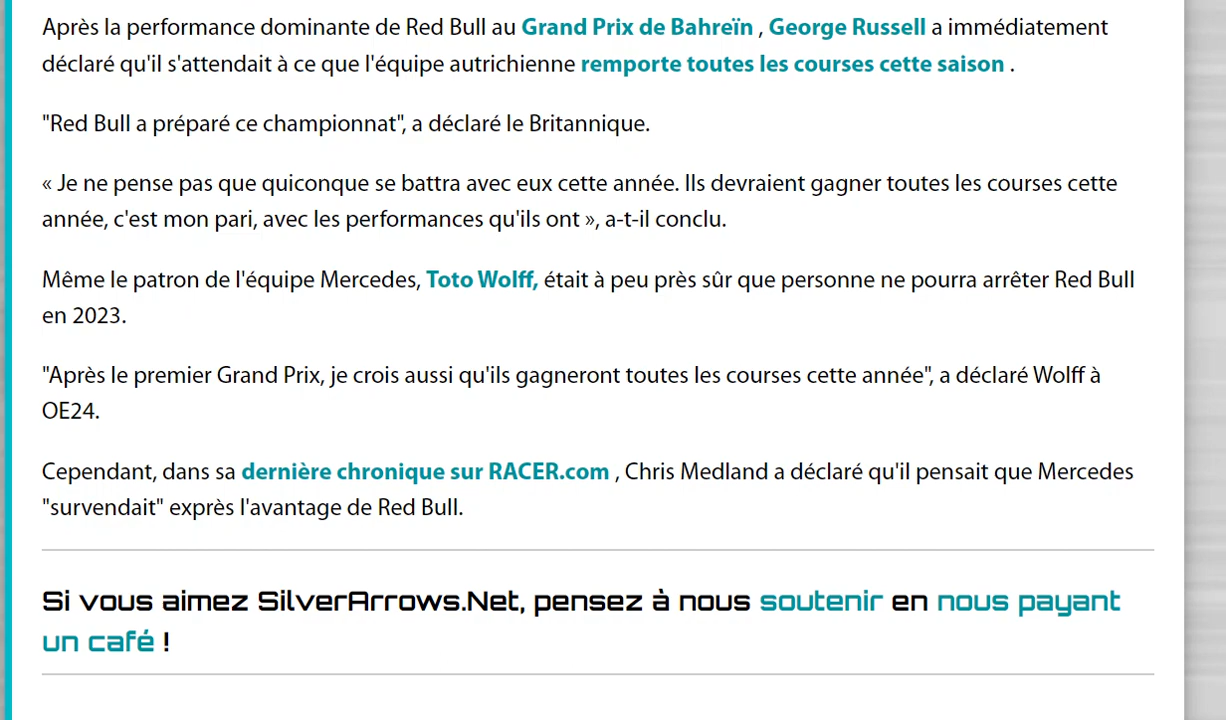 Après la performance dominante de Red Bull au Grand Prix de Bahreïn , George Russell a immédiatement
déclaré qu'il s'attendait à ce que l'équipe autrichienne remporte toutes les courses cette saison .
"Red Bull a préparé ce championnat", a déclaré le Britannique.
« Je ne pense pas que quiconque se battra avec eux cette année. Ils devraient gagner toutes les courses cette
année, c'est mon pari, avec les performances qu'ils ont », a-t-il conclu.
Même le patron de l'équipe Mercedes, Toto Wolff, était à peu près sûr que personne ne pourra arrêter Red Bull
en 2023.
"Après le premier Grand Prix, je crois aussi qu'ils gagneront toutes les courses cette année", a déclaré Wolff à
OE24.
Cependant, dans sa dernière chronique sur RACER.com , Chris Medland a déclaré qu'il pensait que Mercedes
"survendait" exprès l'avantage de Red Bull.
Si vous aimez SilverArrows.Net, pensez à nous soutenir en nous payant
un café !